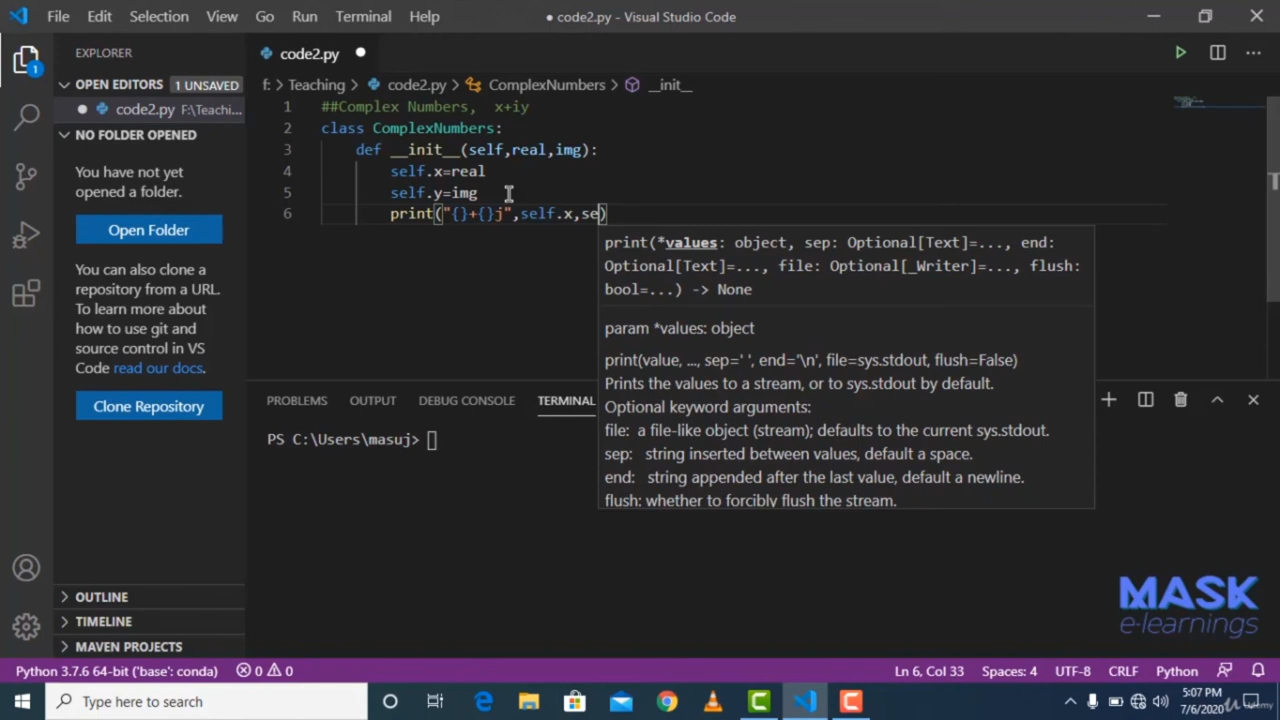 File Edit Selection View Go Run Terminal Help
● code2.py - Visual Studio Code
EXPLORER
OPEN EDITORS 1 UNSAVED
● code2.py F:\Teachi...
NO FOLDER OPENED
You have not yet
opened a folder.
Open Folder
You can also clone a
repository from a URL.
To learn more about
how to use git and
source control in VS
Code read our docs.
Clone Repository
OUTLINE
TIMELINE
MAVEN PROJECTS
1
code2.py ●
f: > Teaching > code2.py > ComplexNumbers > __init__
1 ##Complex Numbers, x+iy
2 class ComplexNumbers:
3 def __init__(self,real,img):
4 self.x=real
5 self.y=img
6 print("{}+{}j",self.x,se)
print(*values: object, sep: Optional[Text]=..., end:
Optional[Text]=..., file: Optional[_Writer]=..., flush:
bool=...) -> None
param *values: object
print(value, ..., sep=' ', end='\n', file=sys.stdout, flush=False)
Prints the values to a stream, or to sys.stdout by default.
Optional keyword arguments:
file: a file-like object (stream); defaults to the current sys.stdout.
sep: string inserted between values, default a space.
end: string appended after the last value, default a newline.
flush: whether to forcibly flush the stream.
PROBLEMS OUTPUT DEBUG CONSOLE TERMINAL
PS C:\Users\masuj>
MASK
e-learnings
Python 3.7.6 64-bit ('base': conda) 0 0 Ln 6, Col 33 Spaces: 4 UTF-8 CRLF Python
Type here to search
5:07 PM
7/6/2020
Udemy